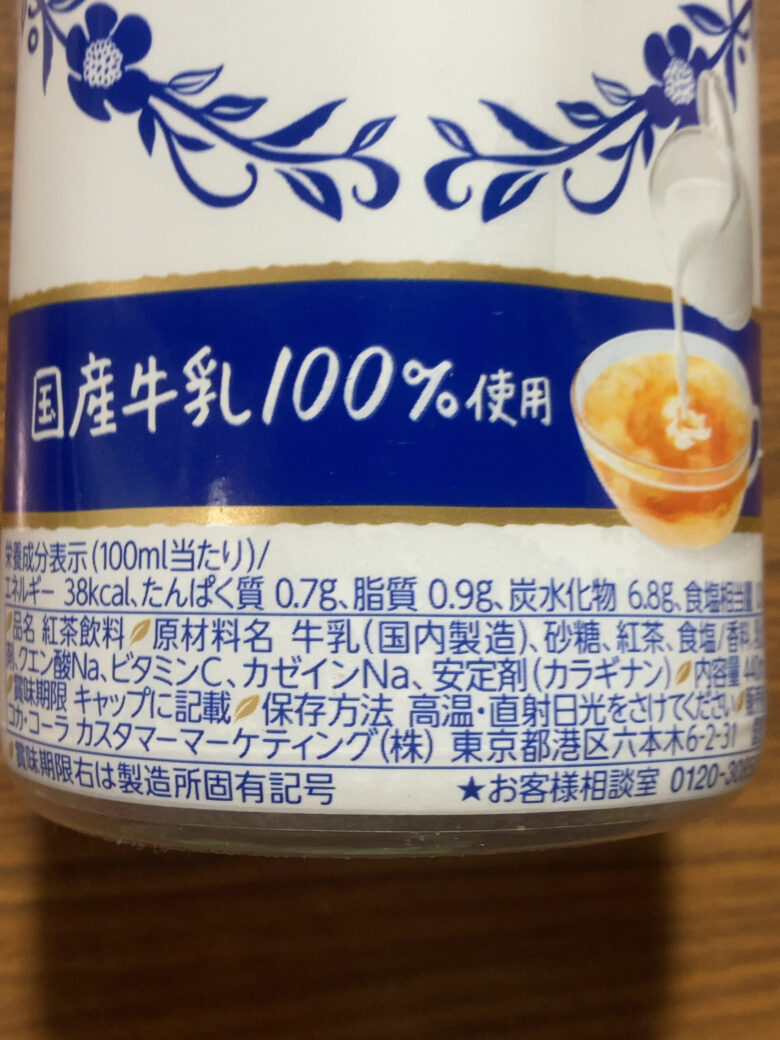 国産牛乳100%使用
栄養成分表示(100ml当たり)/
エネルギー 38kcal、たんぱく質 0.7g、脂質 0.9g、炭水化物 6.8g、食塩相当量
品名 紅茶飲料 原材料名 牛乳(国内製造)、砂糖、紅茶、食塩/香料、
剤、クエン酸Na、ビタミンC、カゼインNa、安定剤(カラギナン) 内容量
賞味期限 キャップに記載 保存方法 高温・直射日光をさけてください
コカ・コーラ カスタマーマーケティング(株) 東京都港区六本木6-2-31
賞味期限右は製造所固有記号 ★お客様相談室 0120-308